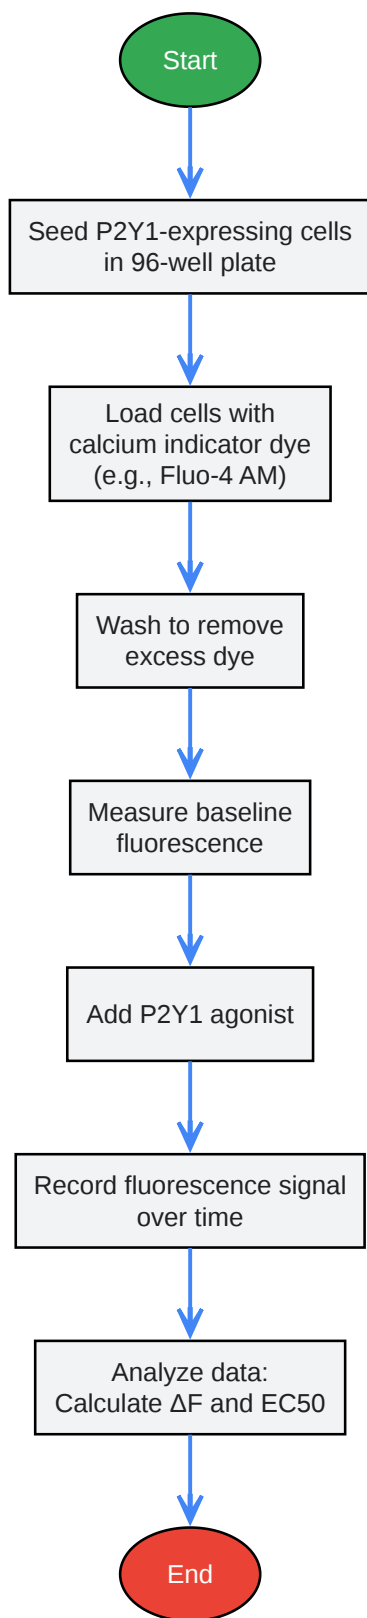 Start
Seed P2Y1-expressing cells
in 96-well plate
Load cells with
calcium indicator dye
(e.g., Fluo-4 AM)
Wash to remove
excess dye
Measure baseline
fluorescence
Add P2Y1 agonist
Record fluorescence signal
over time
Analyze data:
Calculate ΔF and EC50
End